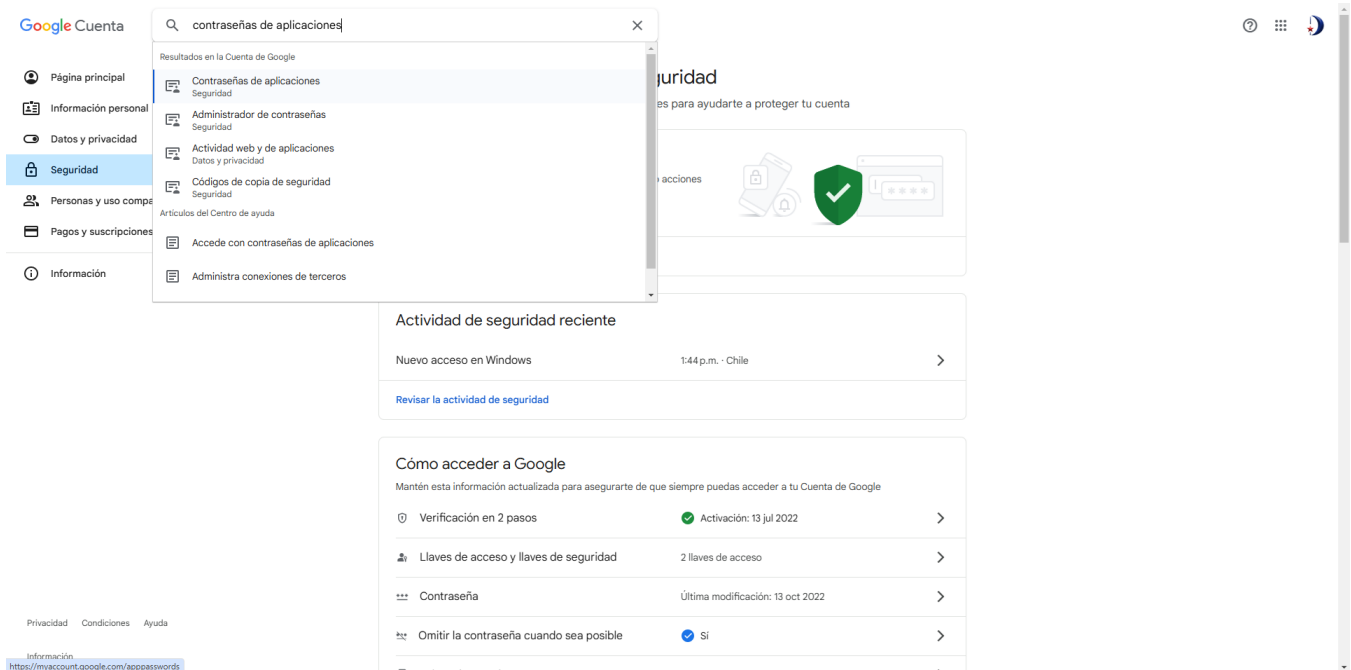 Google Cuenta
contraseñas de aplicaciones
Resultados en la Cuenta de Google
Contraseñas de aplicaciones
Seguridad
Administrador de contraseñas
Seguridad
Actividad web y de aplicaciones
Datos y privacidad
Códigos de copia de seguridad
Seguridad
Artículos del Centro de ayuda
Accede con contraseñas de aplicaciones
Administra conexiones de terceros
Página principal
Información personal
Datos y privacidad
Seguridad
Personas y uso compa
Pagos y suscripciones
Información
guridad
es para ayudarte a proteger tu cuenta
acciones
Actividad de seguridad reciente
Nuevo acceso en Windows
1:44 p.m. · Chile
Revisar la actividad de seguridad
Cómo acceder a Google
Mantén esta información actualizada para asegurarte de que siempre puedas acceder a tu Cuenta de Google
Verificación en 2 pasos
Activación: 13 jul 2022
Llaves de acceso y llaves de seguridad
2 llaves de acceso
Contraseña
Última modificación: 13 oct 2022
Omitir la contraseña cuando sea posible
Sí
Privacidad Condiciones Ayuda
Información
https://myaccount.google.com/apppasswords